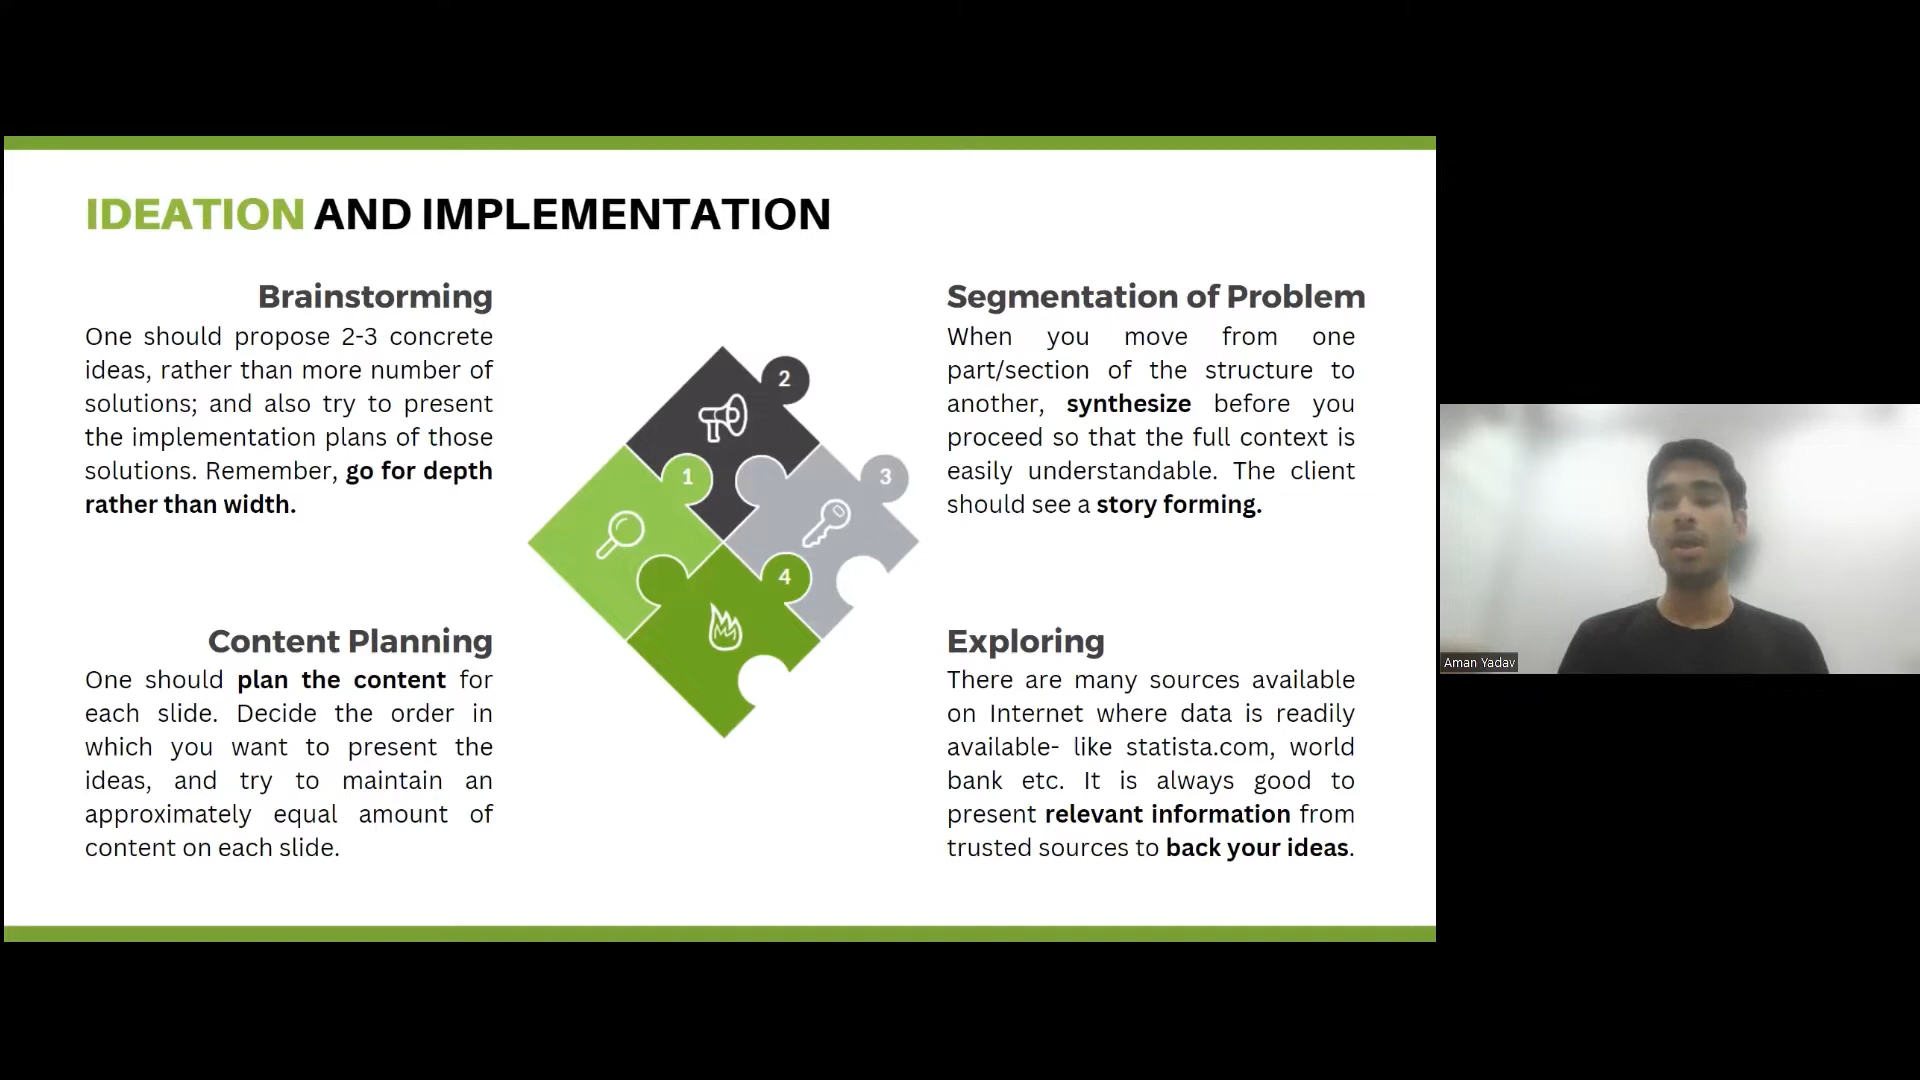 IDEATION AND IMPLEMENTATION
Brainstorming
One should propose 2-3 concrete
ideas, rather than more number of
solutions; and also try to present
the implementation plans of those
solutions. Remember, go for depth
rather than width.
Segmentation of Problem
When you move from one
part/section of the structure to
another, synthesize before you
proceed so that the full context is
easily understandable. The client
should see a story forming.
2
1
3
4
Content Planning
One should plan the content for
each slide. Decide the order in
which you want to present the
ideas, and try to maintain an
approximately equal amount of
content on each slide.
Exploring
There are many sources available
on Internet where data is readily
available- like statista.com, world
bank etc. It is always good to
present relevant information from
trusted sources to back your ideas.
Aman Yadav